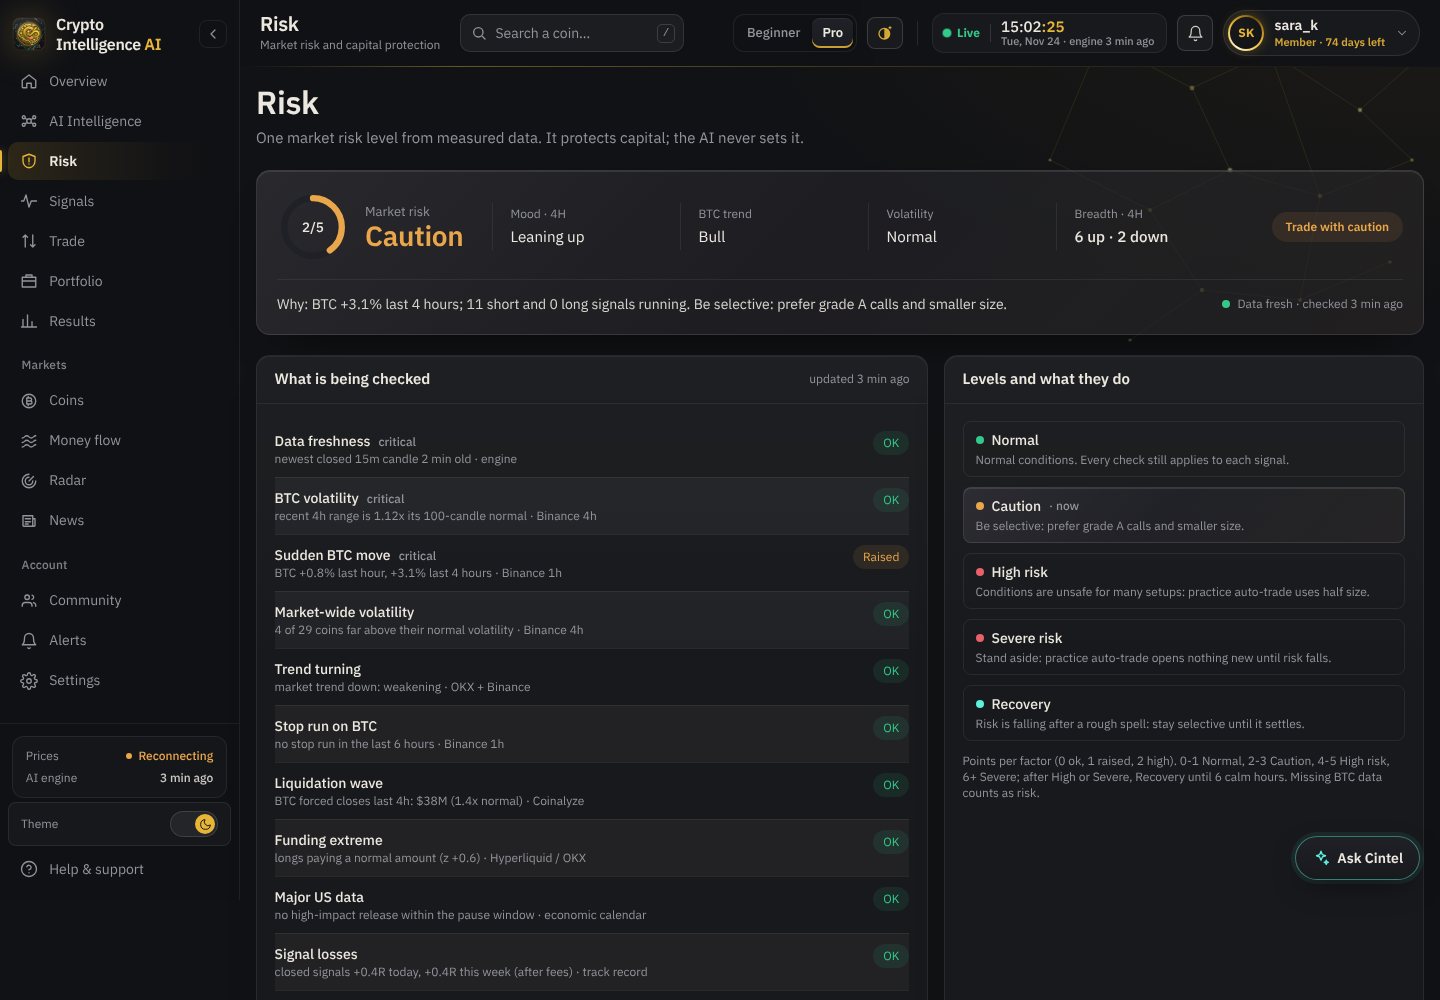 Crypto
Intelligence AI
Overview
AI Intelligence
Risk
Signals
Trade
Portfolio
Results
Markets
Coins
Money flow
Radar
News
Account
Community
Alerts
Settings
Prices Reconnecting
AI engine 3 min ago
Theme
Help & support
Risk
Market risk and capital protection
Search a coin... /
Beginner Pro
Live
15:02:25
Tue, Nov 24 · engine 3 min ago
SK
sara_k
Member · 74 days left
Risk
One market risk level from measured data. It protects capital; the AI never sets it.
2/5
Market risk
Caution
Mood · 4H
Leaning up
BTC trend
Bull
Volatility
Normal
Breadth · 4H
6 up · 2 down
Trade with caution
Why: BTC +3.1% last 4 hours; 11 short and 0 long signals running. Be selective: prefer grade A calls and smaller size.
Data fresh · checked 3 min ago
What is being checked updated 3 min ago
Data freshness critical OK
newest closed 15m candle 2 min old · engine
BTC volatility critical OK
recent 4h range is 1.12x its 100-candle normal · Binance 4h
Sudden BTC move critical Raised
BTC +0.8% last hour, +3.1% last 4 hours · Binance 1h
Market-wide volatility OK
4 of 29 coins far above their normal volatility · Binance 4h
Trend turning OK
market trend down: weakening · OKX + Binance
Stop run on BTC OK
no stop run in the last 6 hours · Binance 1h
Liquidation wave OK
BTC forced closes last 4h: $38M (1.4x normal) · Coinalyze
Funding extreme OK
longs paying a normal amount (z +0.6) · Hyperliquid / OKX
Major US data OK
no high-impact release within the pause window · economic calendar
Signal losses OK
closed signals +0.4R today, +0.4R this week (after fees) · track record
Levels and what they do
Normal
Normal conditions. Every check still applies to each signal.
Caution · now
Be selective: prefer grade A calls and smaller size.
High risk
Conditions are unsafe for many setups: practice auto-trade uses half size.
Severe risk
Stand aside: practice auto-trade opens nothing new until risk falls.
Recovery
Risk is falling after a rough spell: stay selective until it settles.
Points per factor (0 ok, 1 raised, 2 high). 0-1 Normal, 2-3 Caution, 4-5 High risk,
6+ Severe; after High or Severe, Recovery until 6 calm hours. Missing BTC data
counts as risk.
Ask Cintel